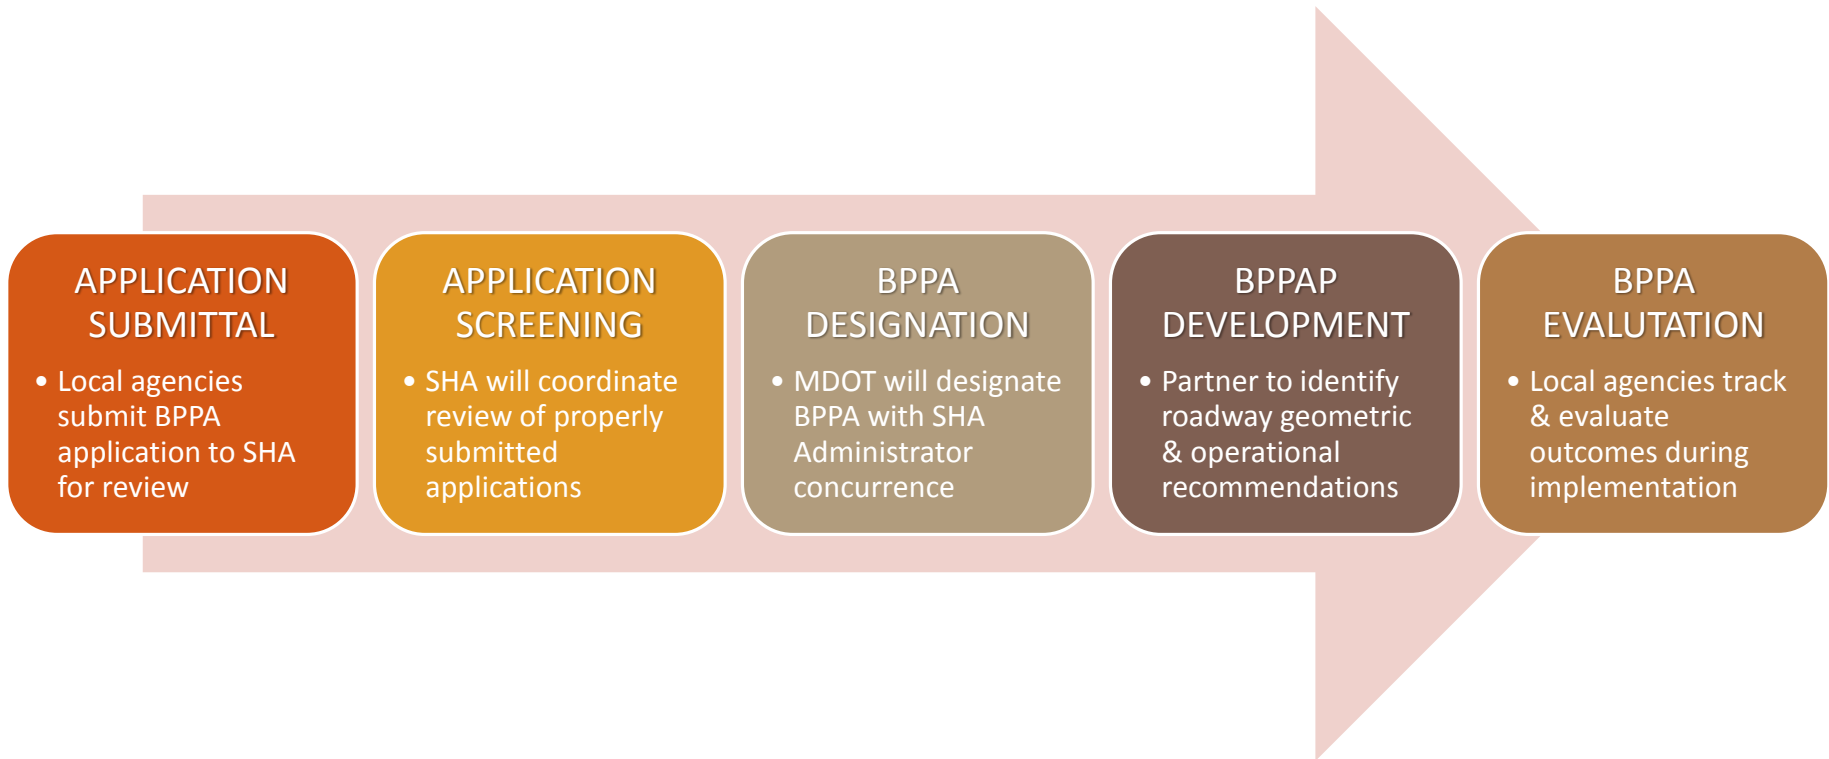 APPLICATION
SUBMITTAL
• Local agencies
submit BPPA
application to SHA
for review
APPLICATION
SCREENING
• SHA will coordinate
review of properly
submitted
applications
BPPA
DESIGNATION
• MDOT will designate
BPPA with SHA
Administrator
concurrence
BPPAP
DEVELOPMENT
• Partner to identify
roadway geometric
& operational
recommendations
BPPA
EVALUTATION
• Local agencies track
& evaluate
outcomes during
implementation